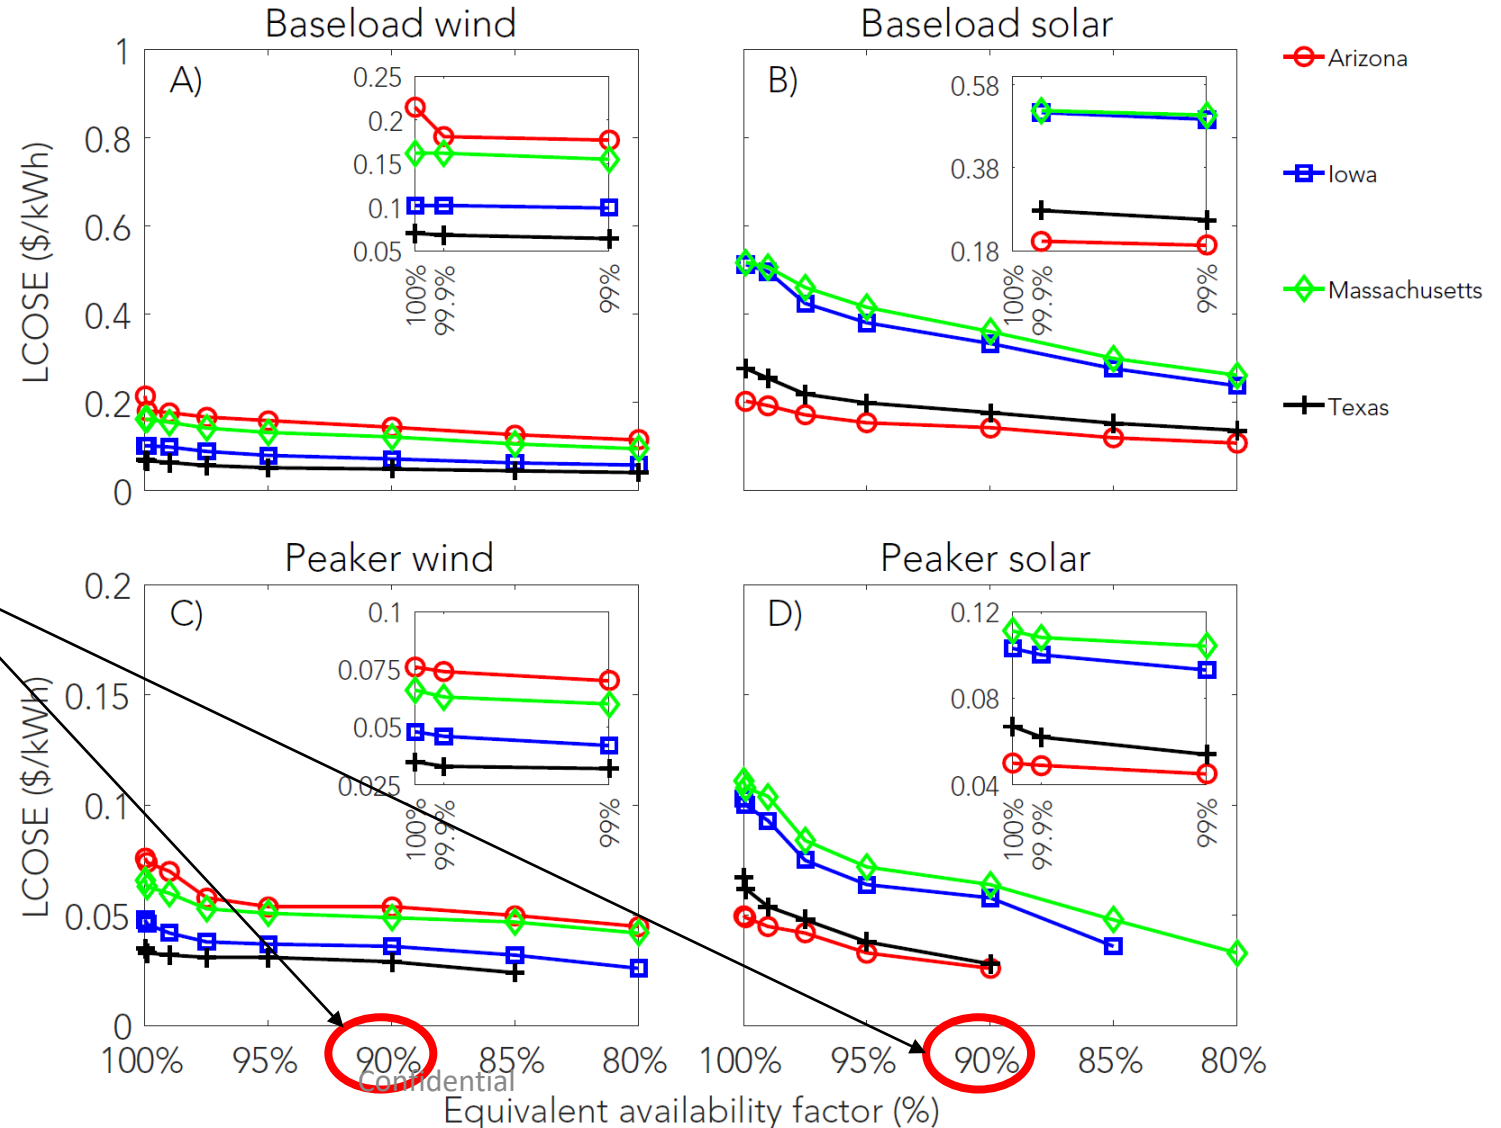 Baseload wind
Baseload solar
A)
B)
LCOSE ($/kWh)
1
0.8
0.6
0.4
0.2
0
0.25
0.2
0.15
0.1
0.05
100%
99.9%
99%
0.58
0.38
0.18
100%
99.9%
99%
Arizona
Iowa
Massachusetts
Texas
Peaker wind
Peaker solar
C)
D)
LCOSE ($/kWh)
0.2
0.15
0.1
0.05
0
0.1
0.075
0.05
0.025
100%
99.9%
99%
0.12
0.08
0.04
100%
99.9%
99%
100% 95% 90% 85% 80%
100% 95% 90% 85% 80%
Confidential
Equivalent availability factor (%)